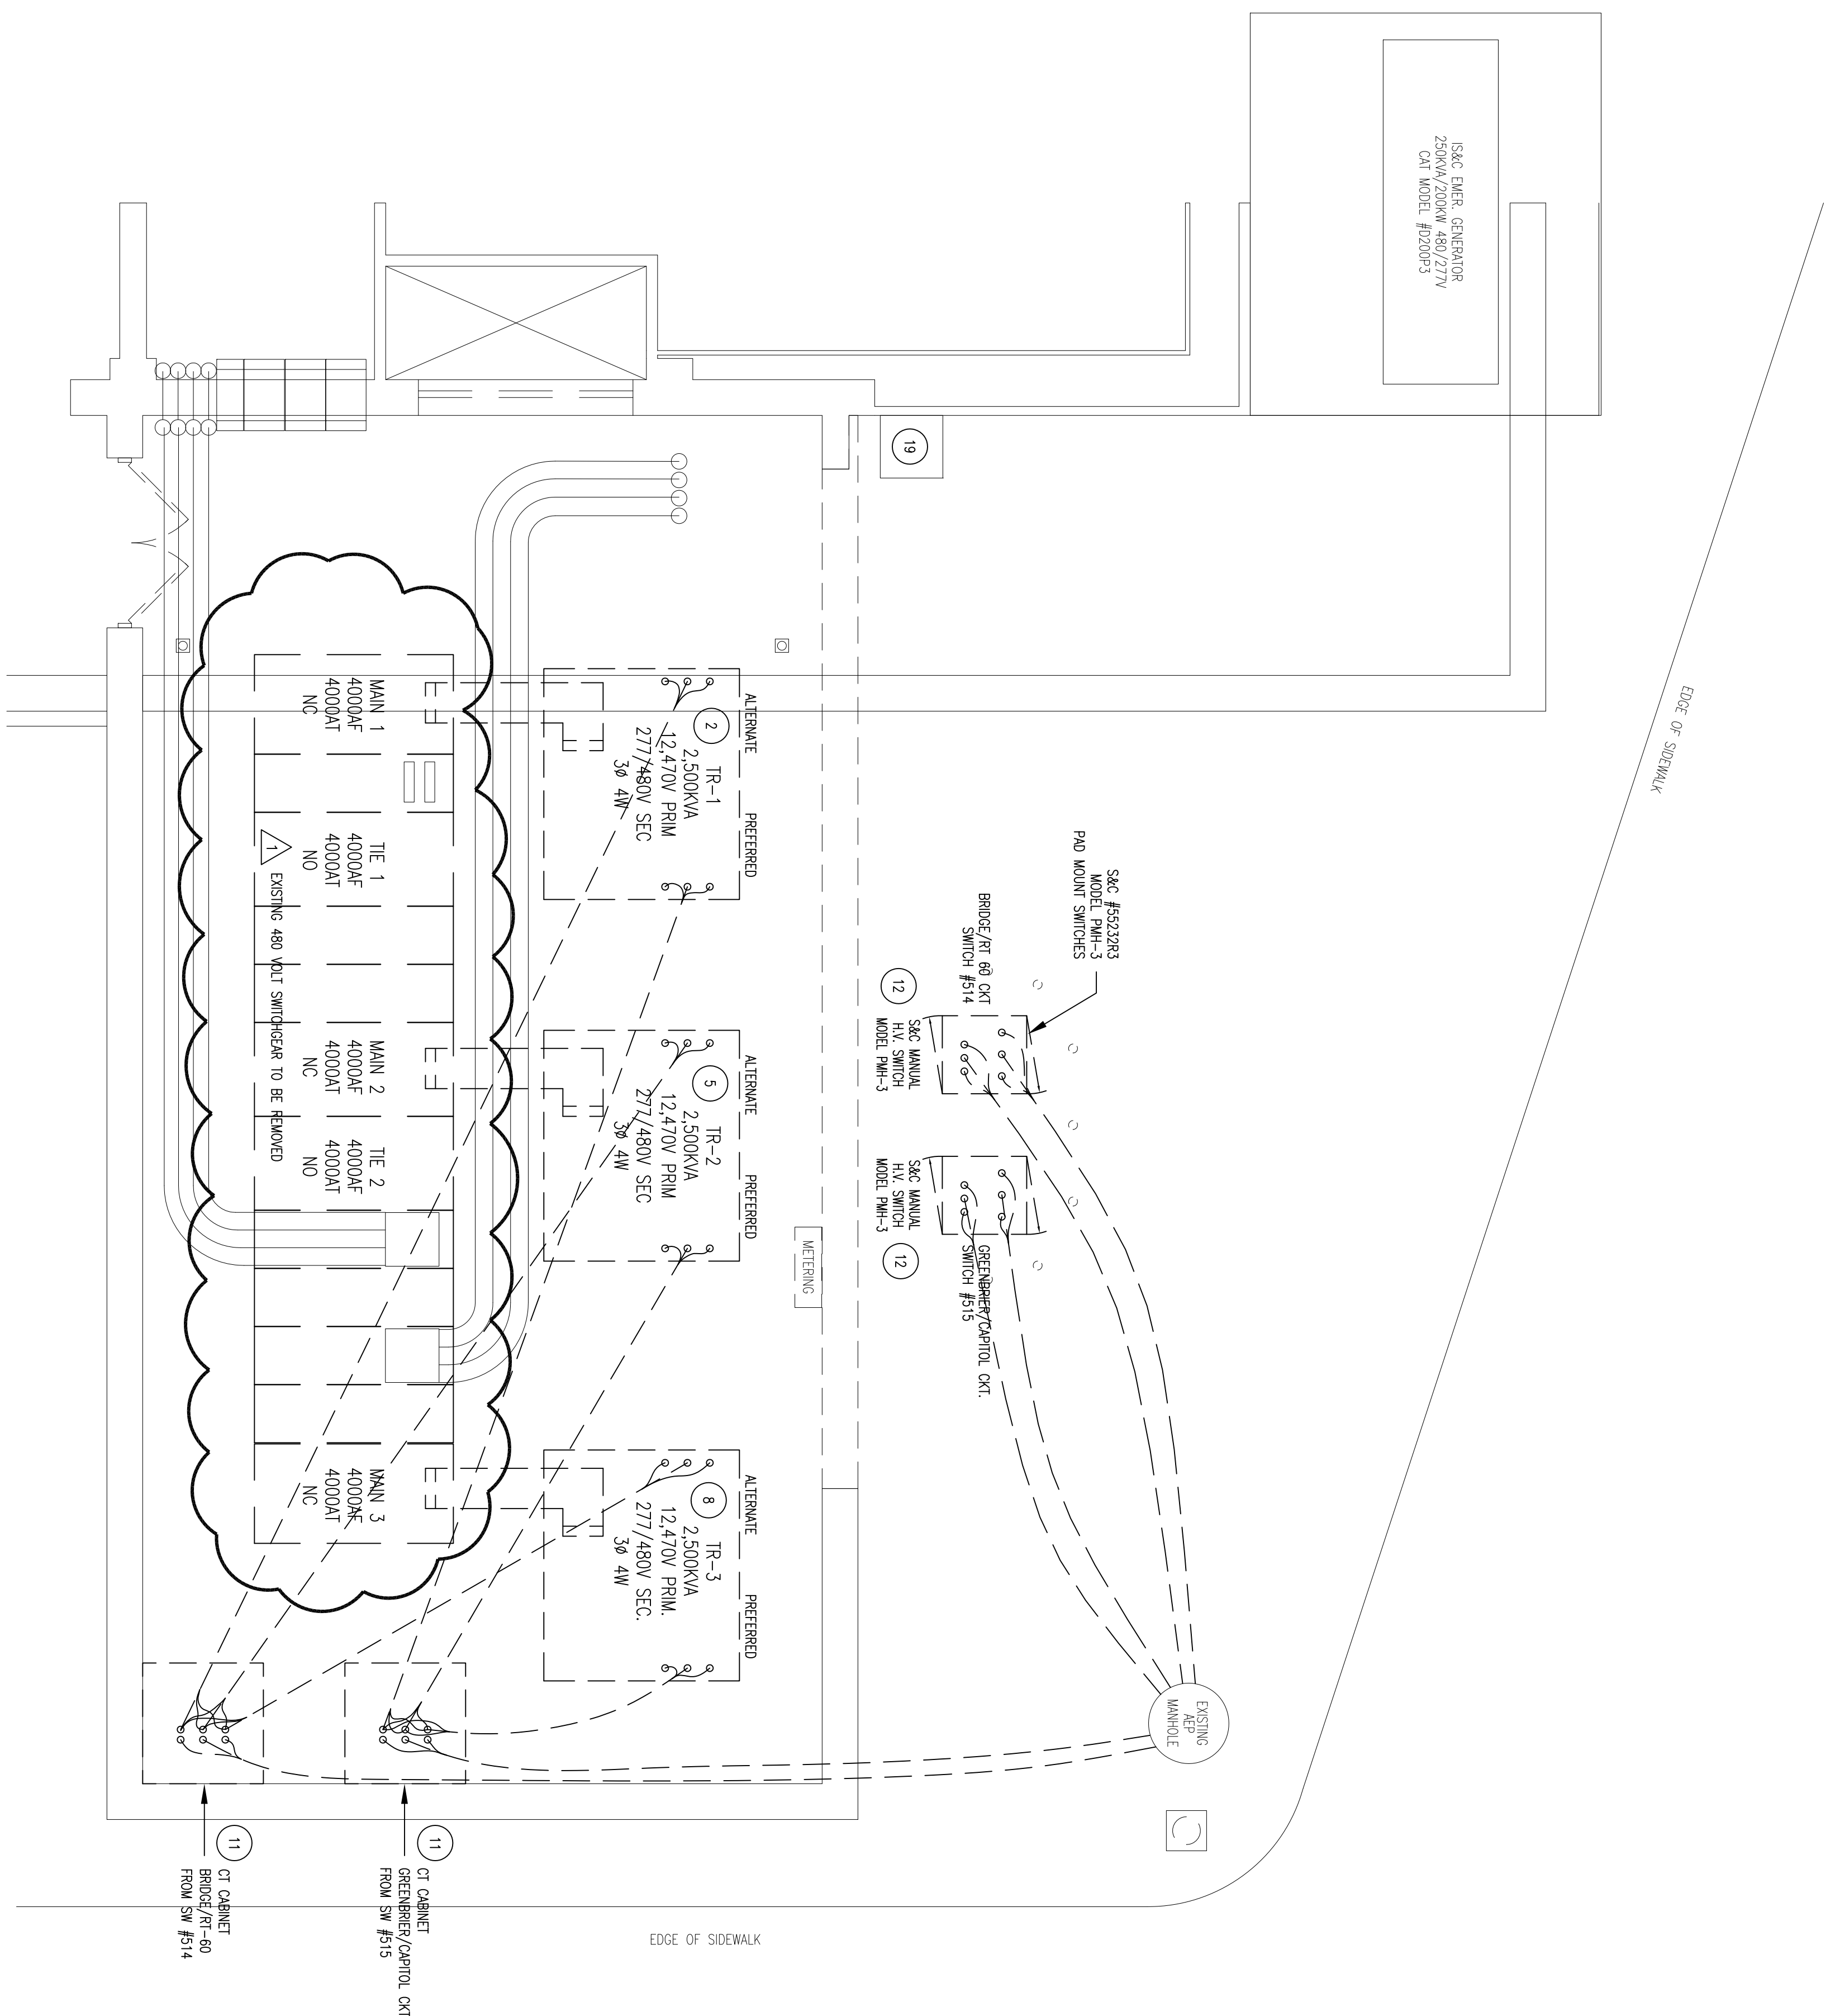 IS&C EMER. GENERATOR
250KVA/200KW 480/277V
CAT MODEL #D200P3
19
EDGE OF SIDEWALK
MAIN 1
4000AF
4000AT
NC
TIE 1
4000AF
4000AT
NO
1
EXISTING 480 VOLT SWITCHGEAR TO BE REMOVED
MAIN 2
4000AF
4000AT
NC
TIE 2
4000AF
4000AT
NO
MAIN 3
4000AF
4000AT
NC
ALTERNATE
PREFERRED
2
TR-1
2,500KVA
12,470V PRIM
277/480V SEC
3Ø 4W
ALTERNATE
PREFERRED
5
TR-2
2,500KVA
12,470V PRIM
277/480V SEC
3Ø 4W
ALTERNATE
PREFERRED
8
TR-3
2,500KVA
12,470V PRIM.
277/480V SEC.
3Ø 4W
METERING
S&C #55232R3
MODEL PMH-3
PAD MOUNT SWITCHES
BRIDGE/RT 60 CKT
SWITCH #514
12
S&C MANUAL
H.V. SWITCH
MODEL PMH-3
S&C MANUAL
H.V. SWITCH
MODEL PMH-3
12
GREENBRIER/CAPITOL CKT.
SWITCH #515
EXISTING
AEP
MANHOLE
11
CT CABINET
BRIDGE/RT-60
FROM SW #514
11
CT CABINET
GREENBRIER/CAPITOL CKT
FROM SW #515
EDGE OF SIDEWALK